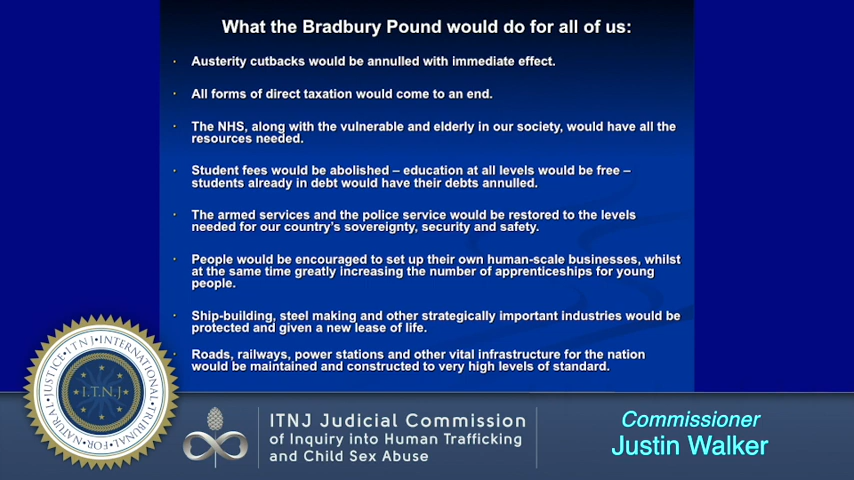 What the Bradbury Pound would do for all of us:
· Austerity cutbacks would be annulled with immediate effect.
· All forms of direct taxation would come to an end.
· The NHS, along with the vulnerable and elderly in our society, would have all the
resources needed.
· Student fees would be abolished – education at all levels would be free –
students already in debt would have their debts annulled.
· The armed services and the police service would be restored to the levels
needed for our country's sovereignty, security and safety.
· People would be encouraged to set up their own human-scale businesses, whilst
at the same time greatly increasing the number of apprenticeships for young
people.
· Ship-building, steel making and other strategically important industries would be
protected and given a new lease of life.
· Roads, railways, power stations and other vital infrastructure for the nation
would be maintained and constructed to very high levels of standard.
INTERNATIONAL TRIBUNAL FOR NATURAL JUSTICE • ITNJ •
I.T.N.J
ITNJ Judicial Commission
of Inquiry into Human Trafficking
and Child Sex Abuse
Commissioner
Justin Walker